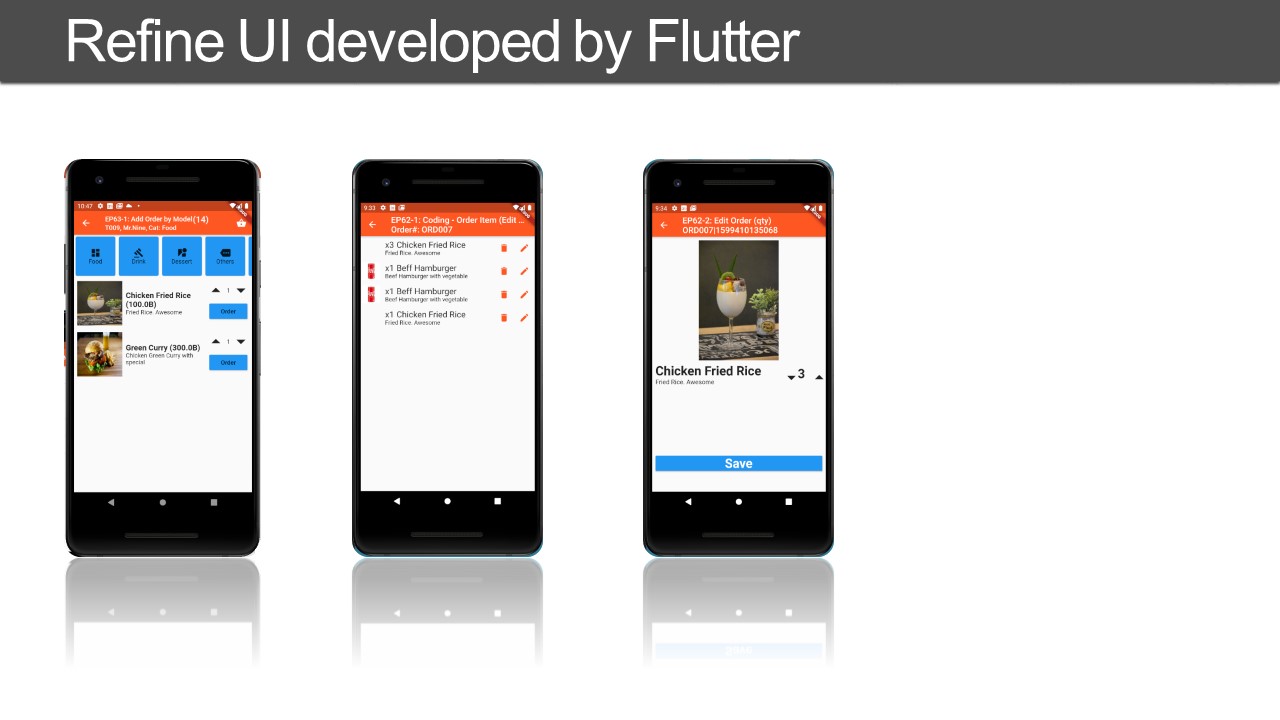 Refine UI developed by Flutter
10:47
EP63-1: Add Order by Model(14)
T009, Mr.Nine, Cat: Food
Food
Drink
Dessert
Others
Chicken Fried Rice
(100.0B)
Fried Rice. Awesome
1
Order
Green Curry (300.0B)
Chicken Green Curry with
special
1
Order
9:33
EP62-1: Coding - Order Item (Edit ...
Order#: ORD007
x3 Chicken Fried Rice
Fried Rice. Awesome
x1 Beff Hamburger
Beef Hamburger with vegetable
x1 Beff Hamburger
Beef Hamburger with vegetable
x1 Chicken Fried Rice
Fried Rice. Awesome
9:34
EP62-2: Edit Order (qty)
ORD007|1599410135068
Chicken Fried Rice
Fried Rice. Awesome
3
Save